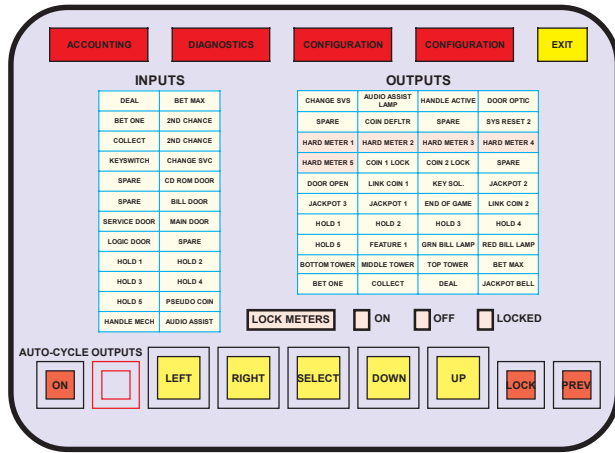 ACCOUNTING DIAGNOSTICS CONFIGURATION CONFIGURATION EXIT
INPUTS
DEAL BET MAX
BET ONE 2ND CHANCE
COLLECT 2ND CHANCE
KEYSWITCH CHANGE SVC
SPARE CD ROM DOOR
SPARE BILL DOOR
SERVICE DOOR MAIN DOOR
LOGIC DOOR SPARE
HOLD 1 HOLD 2
HOLD 3 HOLD 4
HOLD 5 PSEUDO COIN
HANDLE MECH AUDIO ASSIST
OUTPUTS
CHANGE SVS AUDIO ASSIST LAMP HANDLE ACTIVE DOOR OPTIC
SPARE COIN DEFLTR SPARE SYS RESET 2
HARD METER 1 HARD METER 2 HARD METER 3 HARD METER 4
HARD METER 5 COIN 1 LOCK COIN 2 LOCK SPARE
DOOR OPEN LINK COIN 1 KEY SOL. JACKPOT 2
JACKPOT 3 JACKPOT 1 END OF GAME LINK COIN 2
HOLD 1 HOLD 2 HOLD 3 HOLD 4
HOLD 5 FEATURE 1 GRN BILL LAMP RED BILL LAMP
BOTTOM TOWER MIDDLE TOWER TOP TOWER BET MAX
BET ONE COLLECT DEAL JACKPOT BELL
LOCK METERS ON OFF LOCKED
AUTO-CYCLE OUTPUTS
ON LEFT RIGHT SELECT DOWN UP LOCK PREV